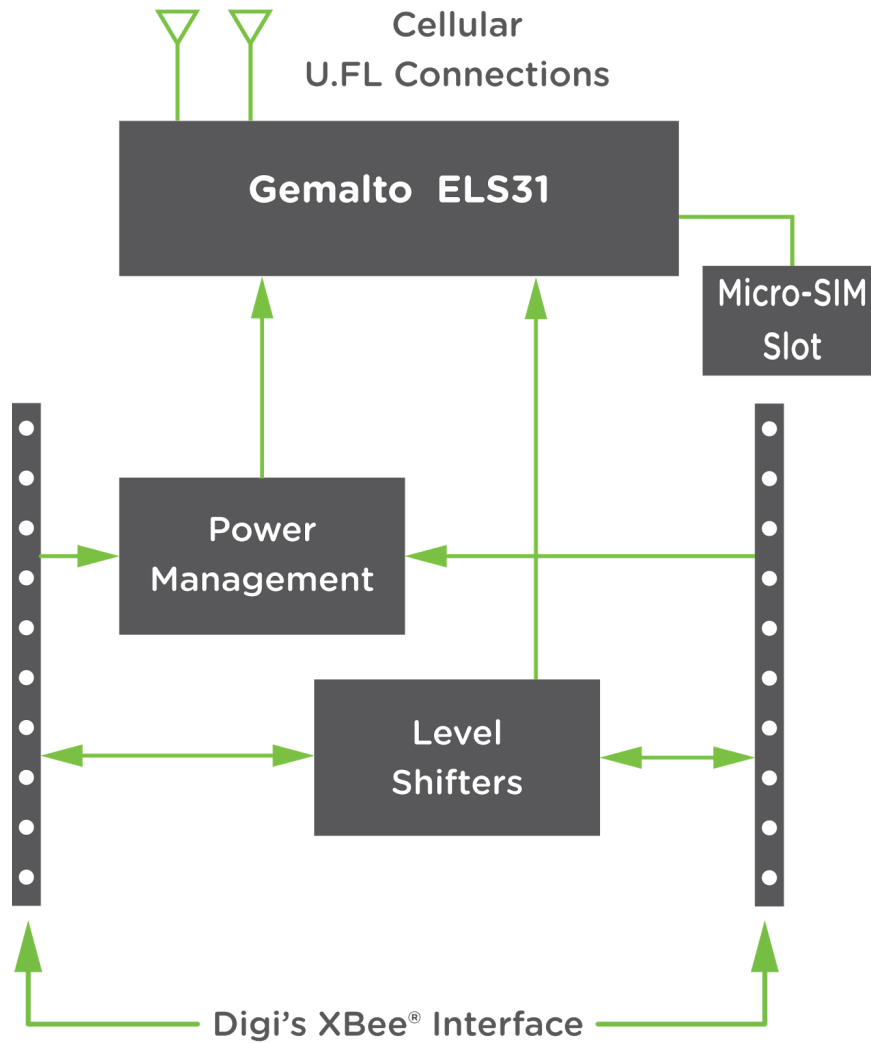 Cellular
U.FL Connections
Gemalto ELS31
Micro-SIM
Slot
Power
Management
Level
Shifters
Digi's XBee® Interface